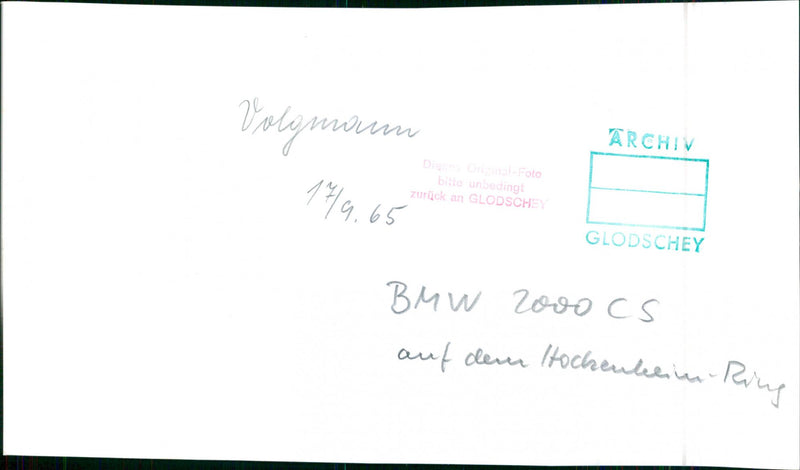 Volgmann
17/9.65
Dieses Original-Foto
bitte unbedingt
zurück an GLODSCHEY
ARCHIV
GLODSCHEY
BMW 2000 CS
auf dem Hockenheim-Ring